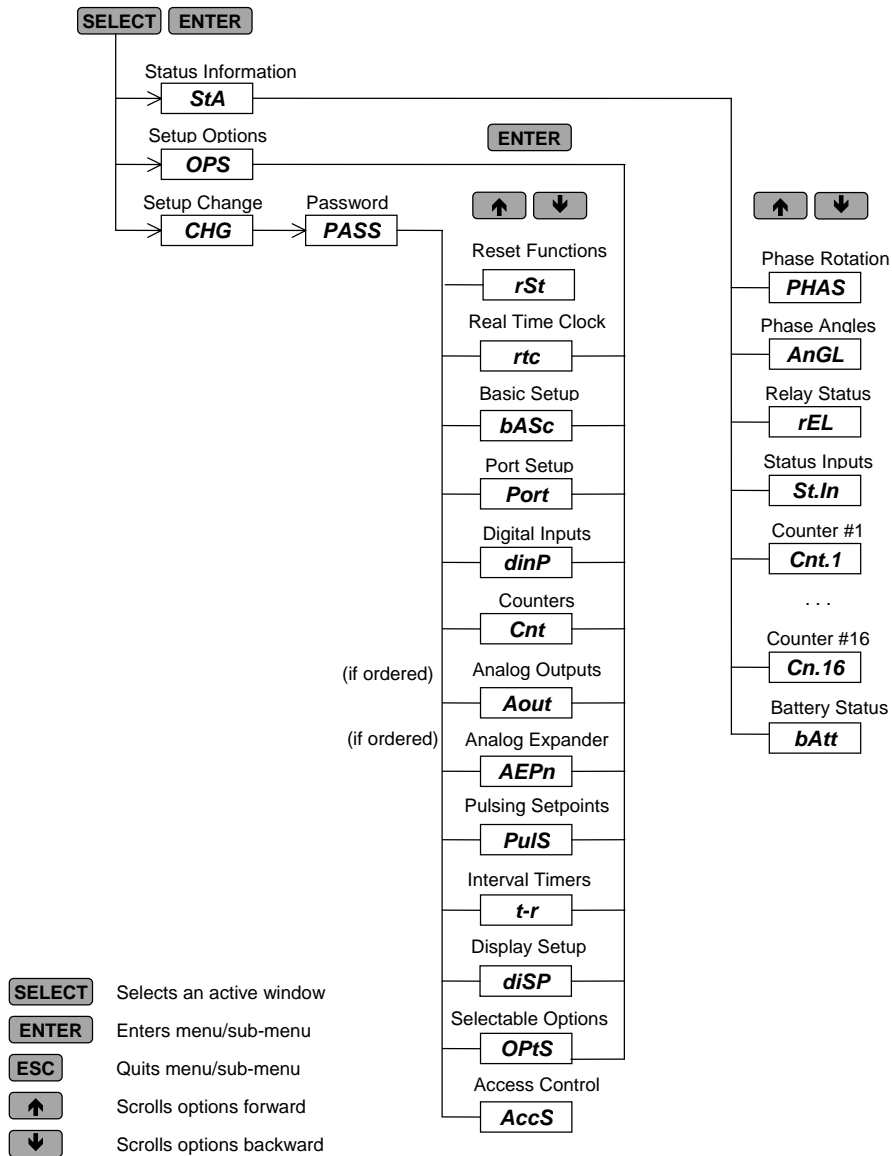 SELECT ENTER
Status Information
StA
Setup Options
OPS
ENTER
Setup Change
CHG
Password
PASS
Reset Functions
rSt
Real Time Clock
rtc
Basic Setup
bASc
Port Setup
Port
Digital Inputs
dinP
Counters
Cnt
(if ordered)
Analog Outputs
Aout
(if ordered)
Analog Expander
AEPn
Pulsing Setpoints
PulS
Interval Timers
t-r
Display Setup
diSP
Selectable Options
OPtS
Access Control
AccS
Phase Rotation
PHAS
Phase Angles
AnGL
Relay Status
rEL
Status Inputs
St.In
Counter #1
Cnt.1
. . .
Counter #16
Cn.16
Battery Status
bAtt
SELECT Selects an active window
ENTER Enters menu/sub-menu
ESC Quits menu/sub-menu
🡹 Scrolls options forward
🡻 Scrolls options backward